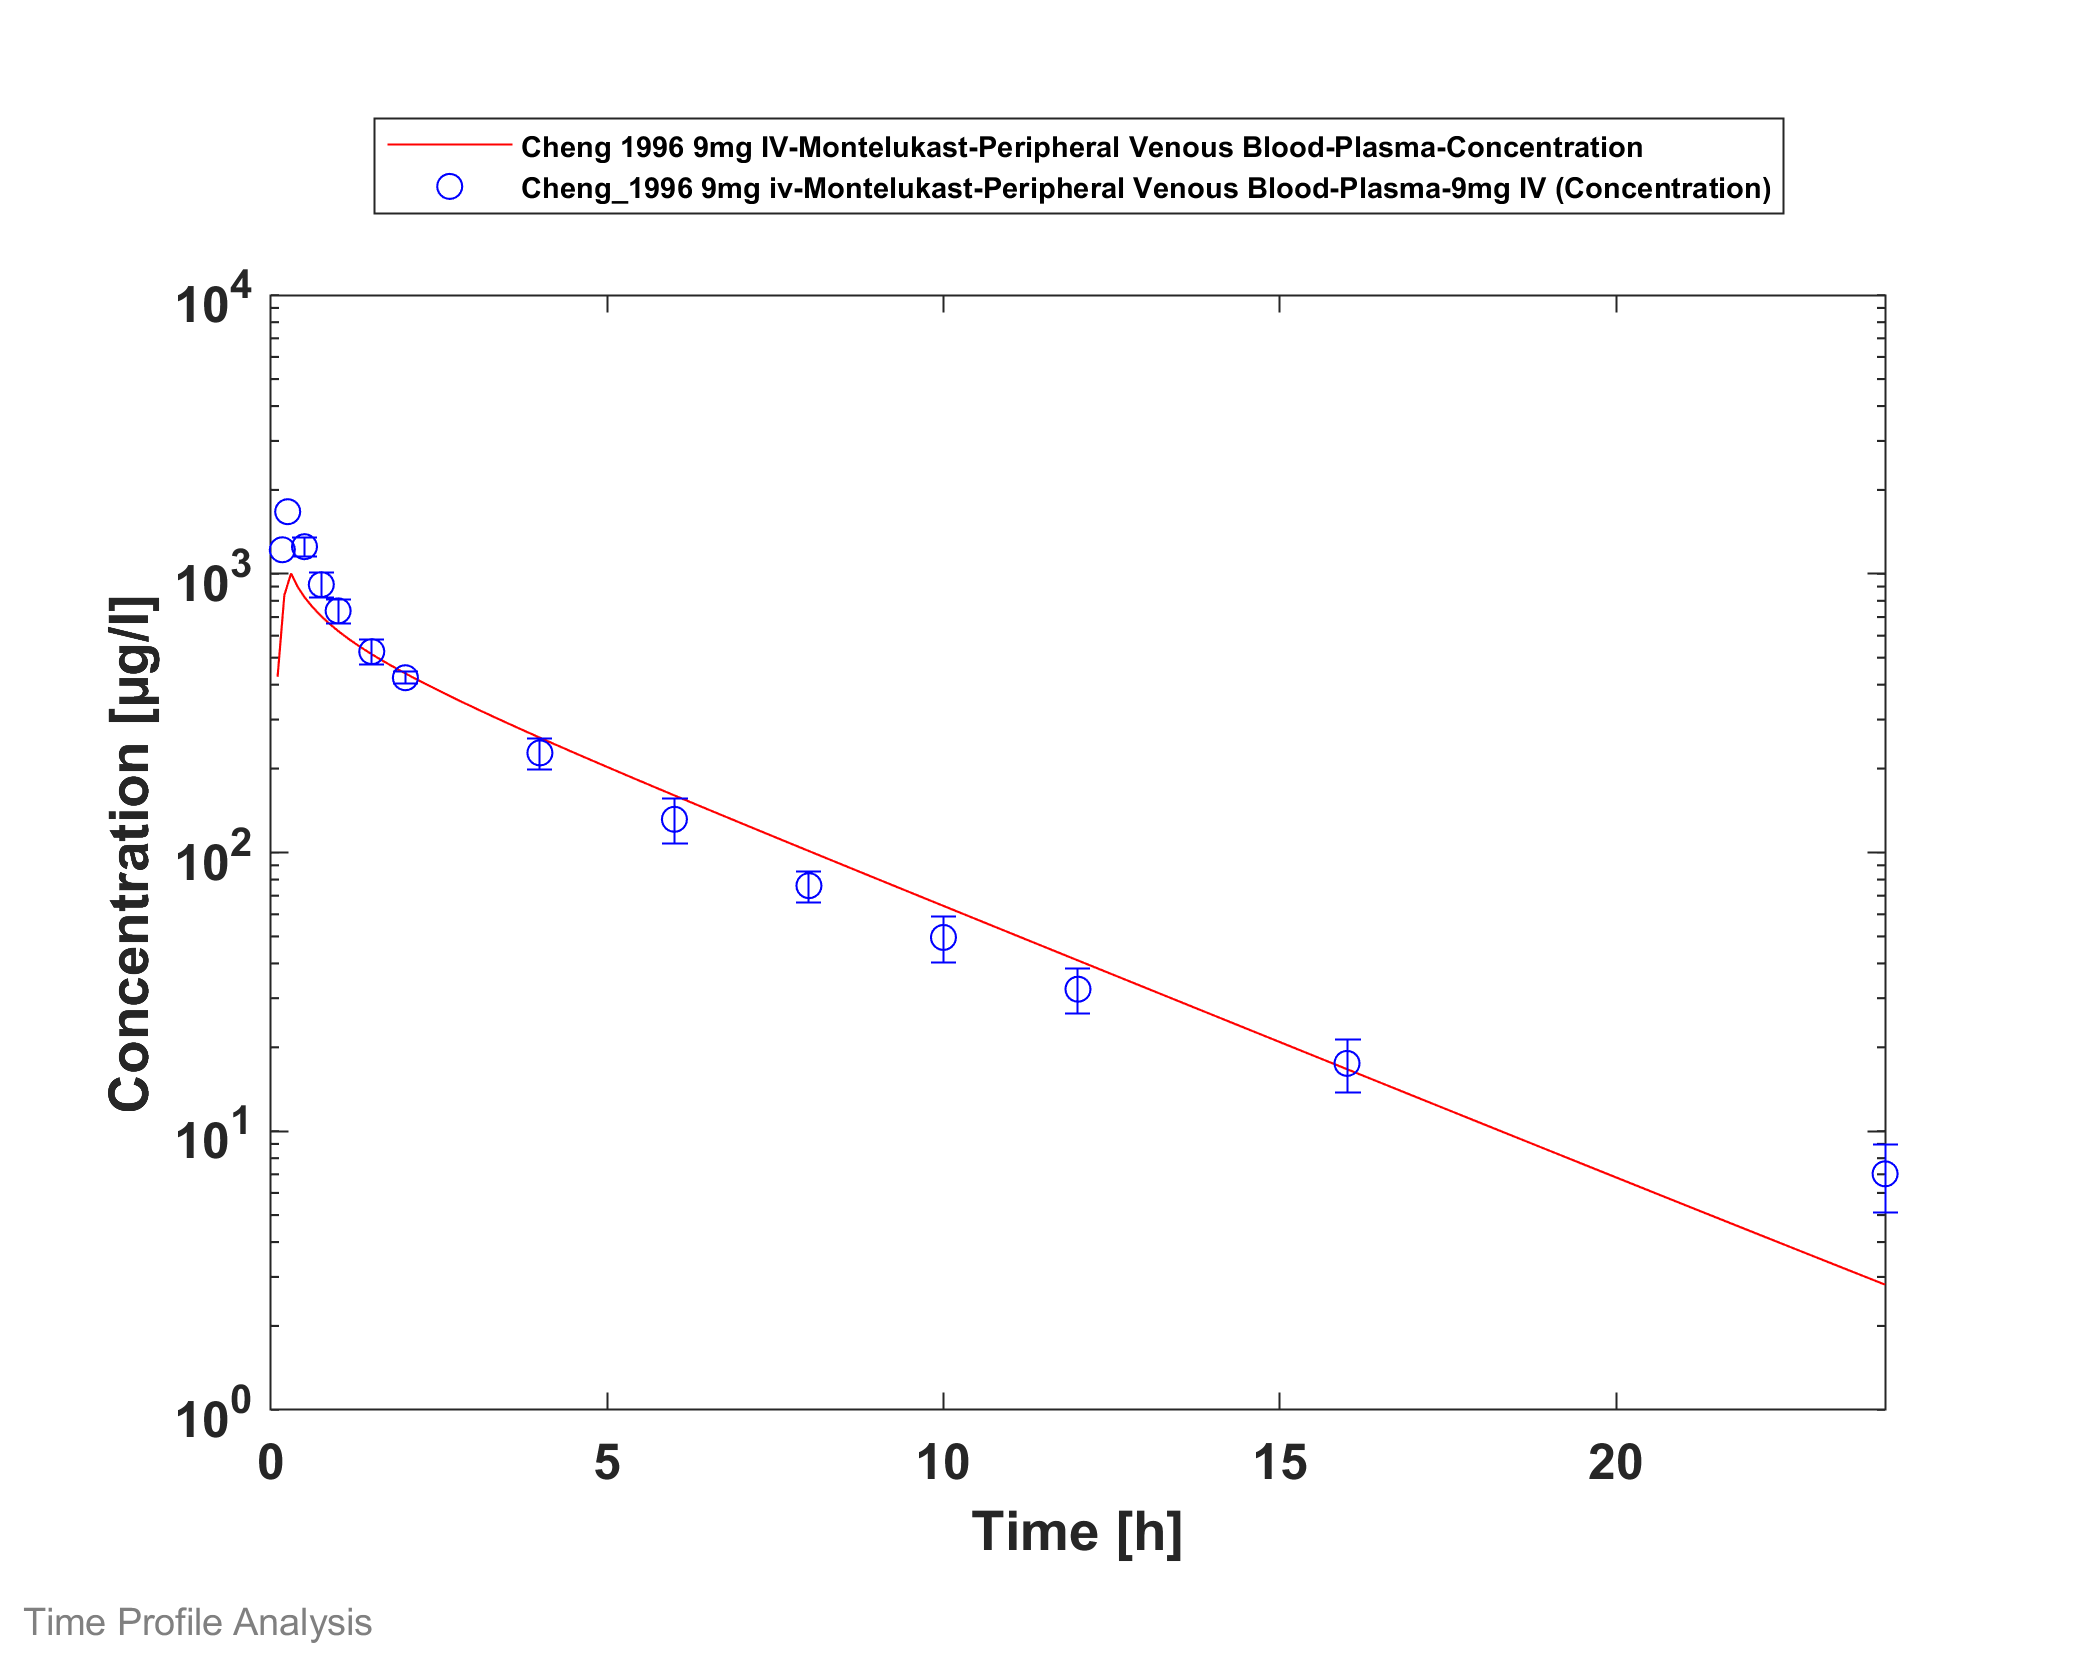 Cheng 1996 9mg IV-Montelukast-Peripheral Venous Blood-Plasma-Concentration
Cheng_1996 9mg iv-Montelukast-Peripheral Venous Blood-Plasma-9mg IV (Concentration)
10^4
10^3
10^2
10^1
10^0
Concentration [µg/l]
0 5 10 15 20
Time [h]
Time Profile Analysis